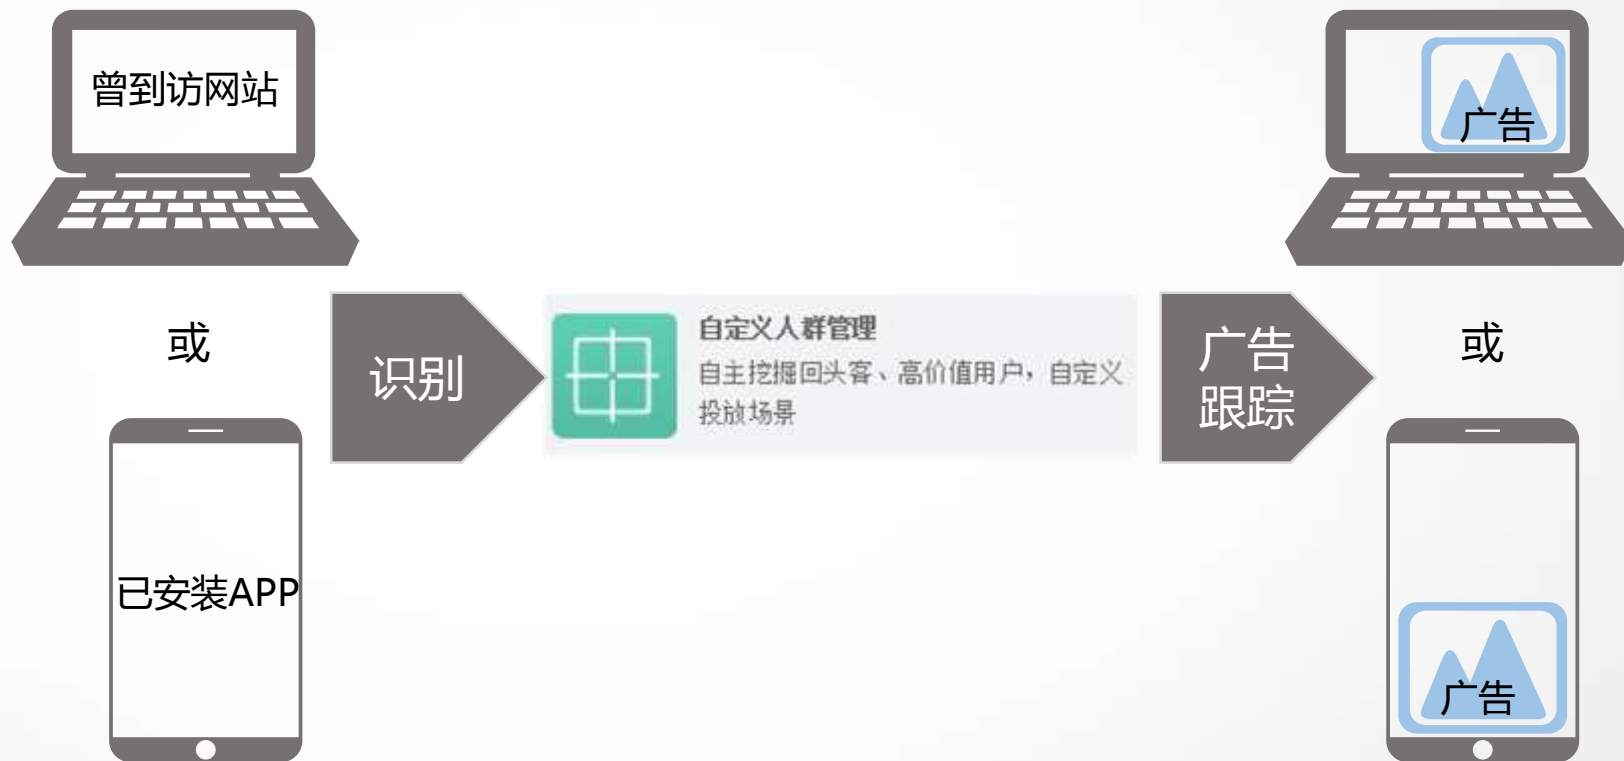 曾到访网站
或
已安装APP
识别
自定义人群管理
自主挖掘回头客、高价值用户，自定义
投放场景
广告
跟踪
广告
或
广告